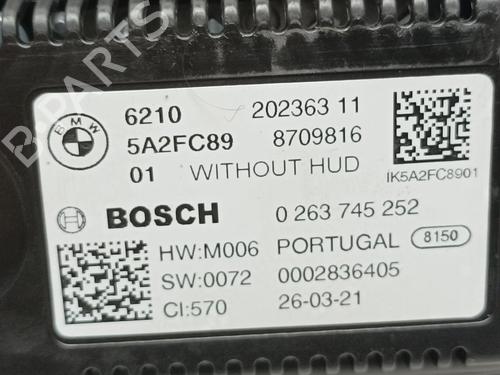 B-PARTS
BMW
6210 202363 11
5A2FC89 8709816
01 WITHOUT HUD
IK5A2FC8901
BOSCH 0 263 745 252
HW:M006 PORTUGAL 8150
SW:0072 0002836405
CI:570 26-03-21